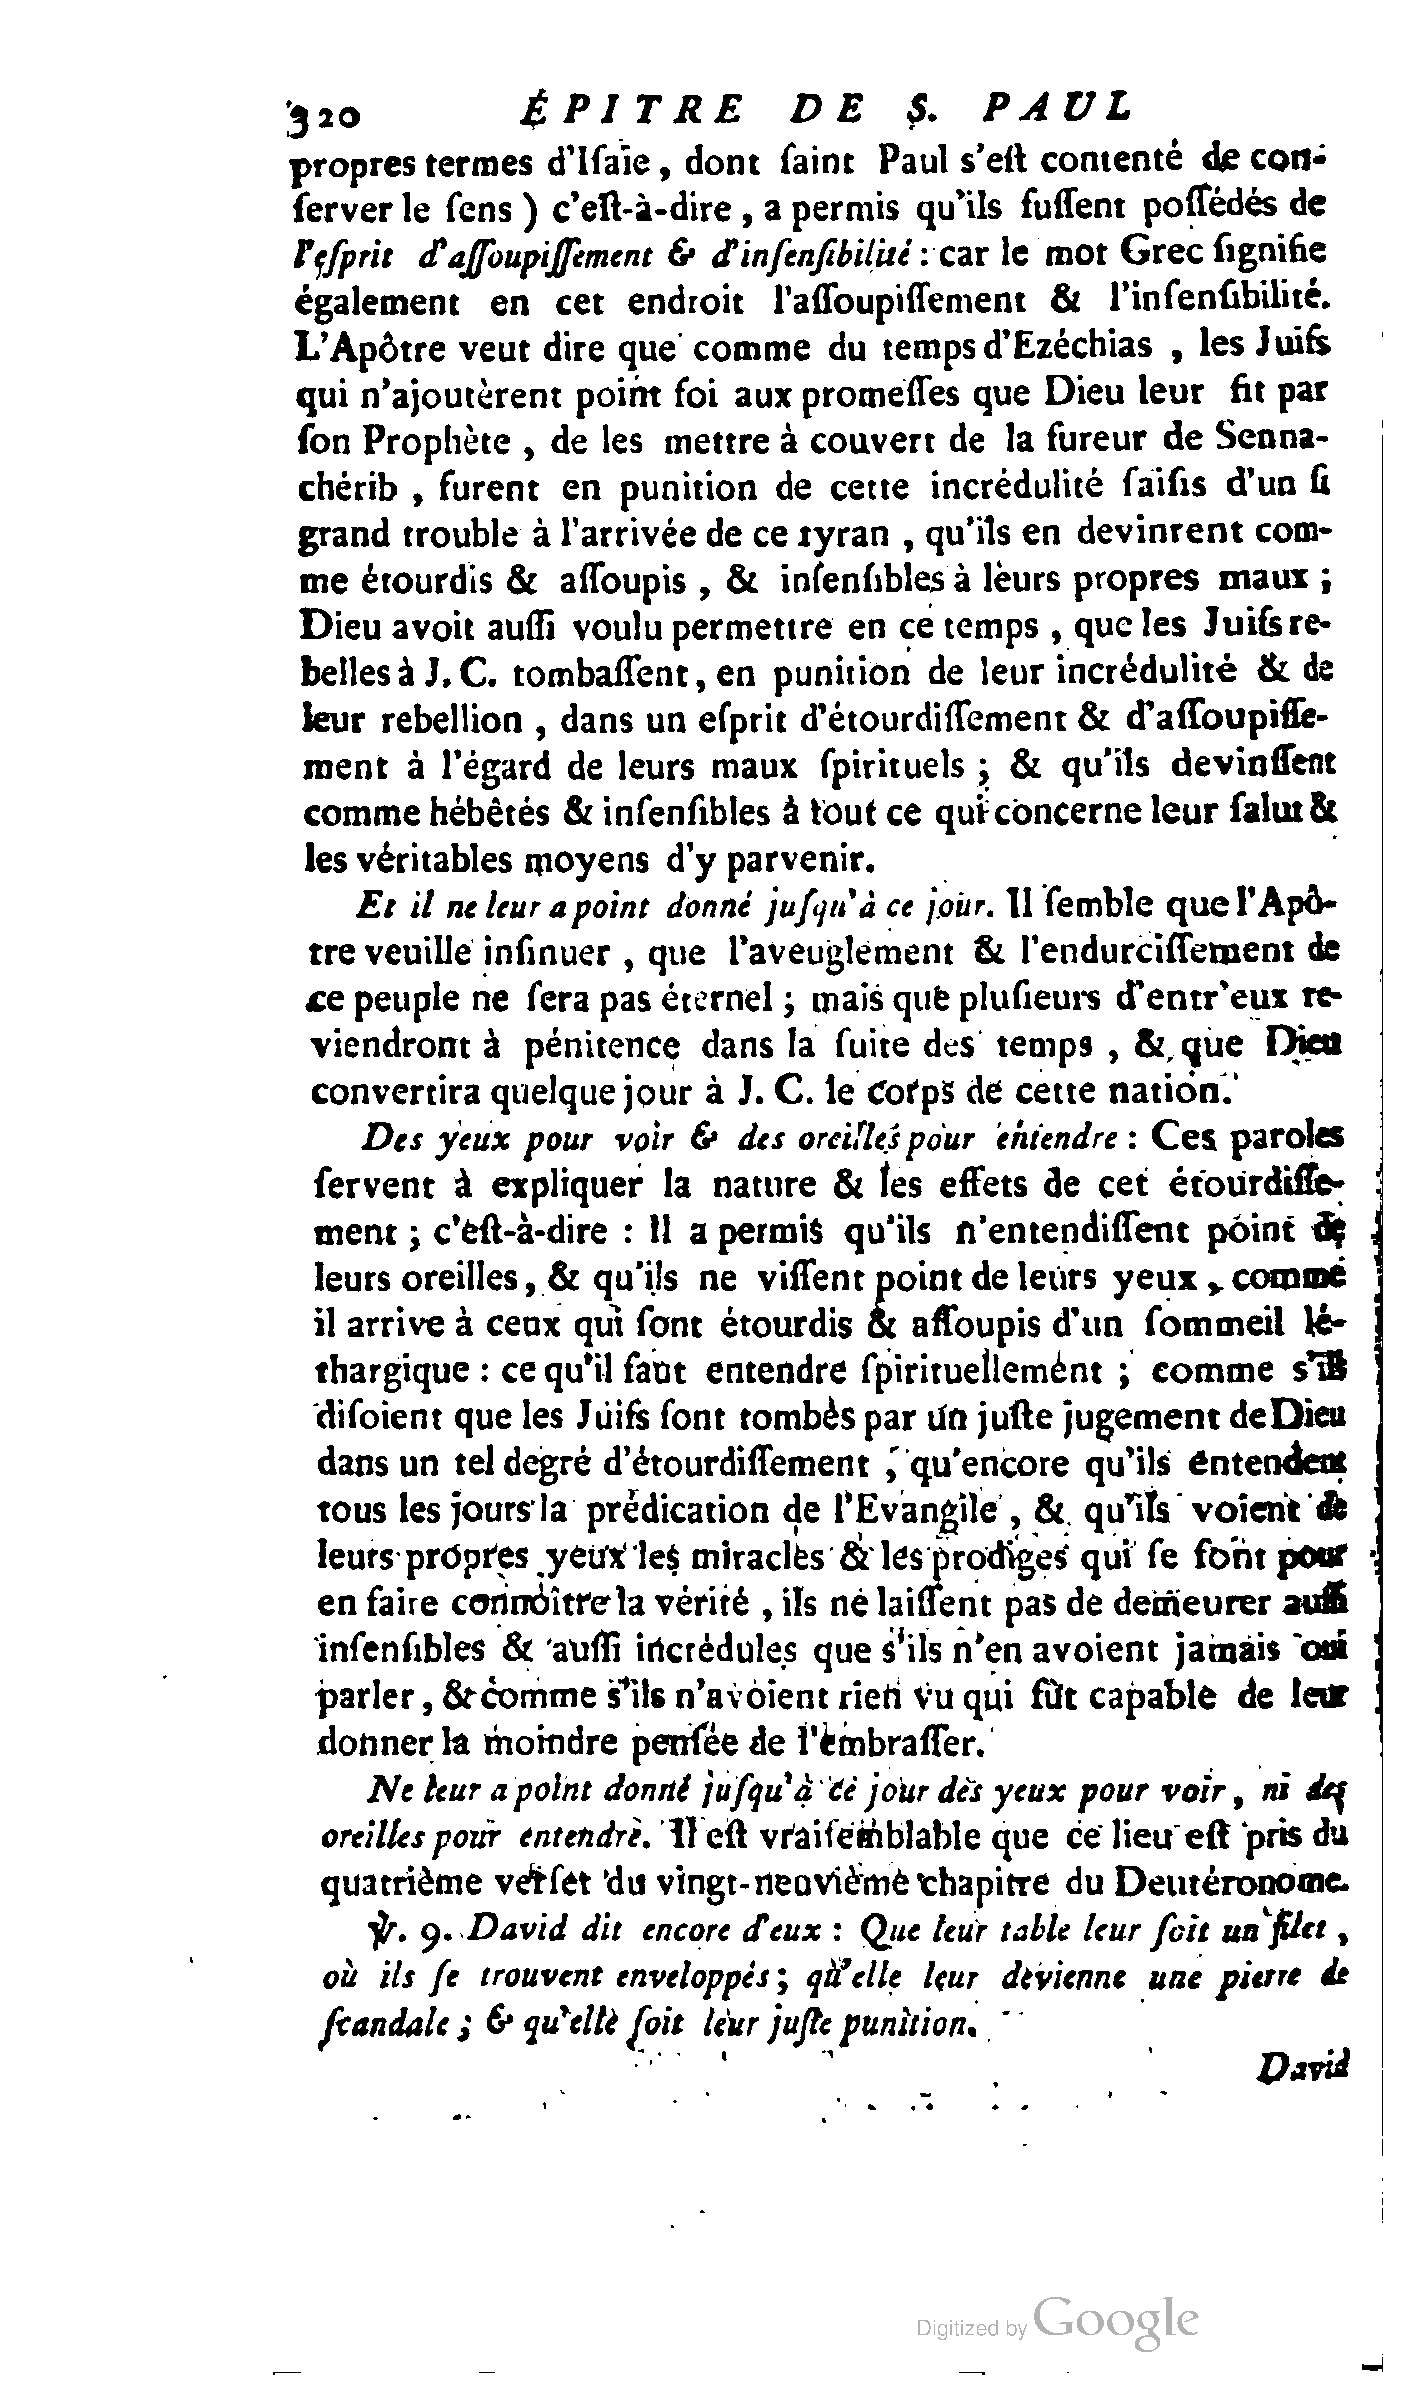 320 ÉPITRE DE S. PAUL
propres termes d'Iſaïe, dont ſaint Paul s'eſt contenté de con-
ſerver le ſens ) c'eſt-à-dire, a permis qu'ils fuſſent poſſédés de
l'eſprit d'aſſoupiſſement & d'inſenſibilité : car le mot Grec ſignifie
également en cet endroit l'aſſoupiſſement & l'inſenſibilité.
L'Apôtre veut dire que comme du temps d'Ezéchias, les Juifs
qui n'ajoutèrent point foi aux promeſſes que Dieu leur fit par
ſon Prophète, de les mettre à couvert de la fureur de Senna-
chérib, furent en punition de cette incrédulité ſaiſis d'un ſi
grand trouble à l'arrivée de ce tyran, qu'ils en devinrent com-
me étourdis & aſſoupis, & inſenſibles à leurs propres maux ;
Dieu avoit auſſi voulu permettre en ce temps, que les Juifs re-
belles à J. C. tombaſſent, en punition de leur incrédulité & de
leur rebellion, dans un eſprit d'étourdiſſement & d'aſſoupiſſe-
ment à l'égard de leurs maux ſpirituels ; & qu'ils devinſſent
comme hébêtés & inſenſibles à tout ce qui concerne leur ſalut &
les véritables moyens d'y parvenir.
Et il ne leur a point donné juſqu'à ce jour. Il ſemble que l'Apô-
tre veuille inſinuer, que l'aveuglement & l'endurciſſement de
ce peuple ne ſera pas éternel ; mais que pluſieurs d'entr'eux re-
viendront à pénitence dans la ſuite des temps, & que Dieu
convertira quelque jour à J. C. le corps de cette nation.
Des yeux pour voir & des oreilles pour entendre : Ces paroles
ſervent à expliquer la nature & les effets de cet étourdiſſe-
ment ; c'eſt-à-dire : Il a permis qu'ils n'entendiſſent point de
leurs oreilles, & qu'ils ne viſſent point de leurs yeux, comme
il arrive à ceux qui ſont étourdis & aſſoupis d'un ſommeil lé-
thargique : ce qu'il faut entendre ſpirituellement ; comme s'ils
diſoient que les Juifs ſont tombés par un juſte jugement de Dieu
dans un tel degré d'étourdiſſement, qu'encore qu'ils entendent
tous les jours la prédication de l'Evangile, & qu'ils voient de
leurs propres yeux les miracles & les prodiges qui ſe font pour
en faire connoître la vérité, ils ne laiſſent pas de demeurer auſſi
inſenſibles & auſſi incrédules que s'ils n'en avoient jamais oui
parler, & comme s'ils n'avoient rien vu qui fût capable de leur
donner la moindre penſée de l'embraſſer.
Ne leur a point donné juſqu'à ce jour des yeux pour voir, ni des
oreilles pour entendre. Il eſt vraiſemblable que ce lieu eſt pris du
quatrième verſet du vingt-neuvième chapitre du Deutéronome.
℣. 9. David dit encore d'eux : Que leur table leur ſoit un filet,
où ils ſe trouvent enveloppés ; qu'elle leur devienne une pierre de
ſcandale ; & qu'elle ſoit leur juſte punition.
David
Digitized by Google